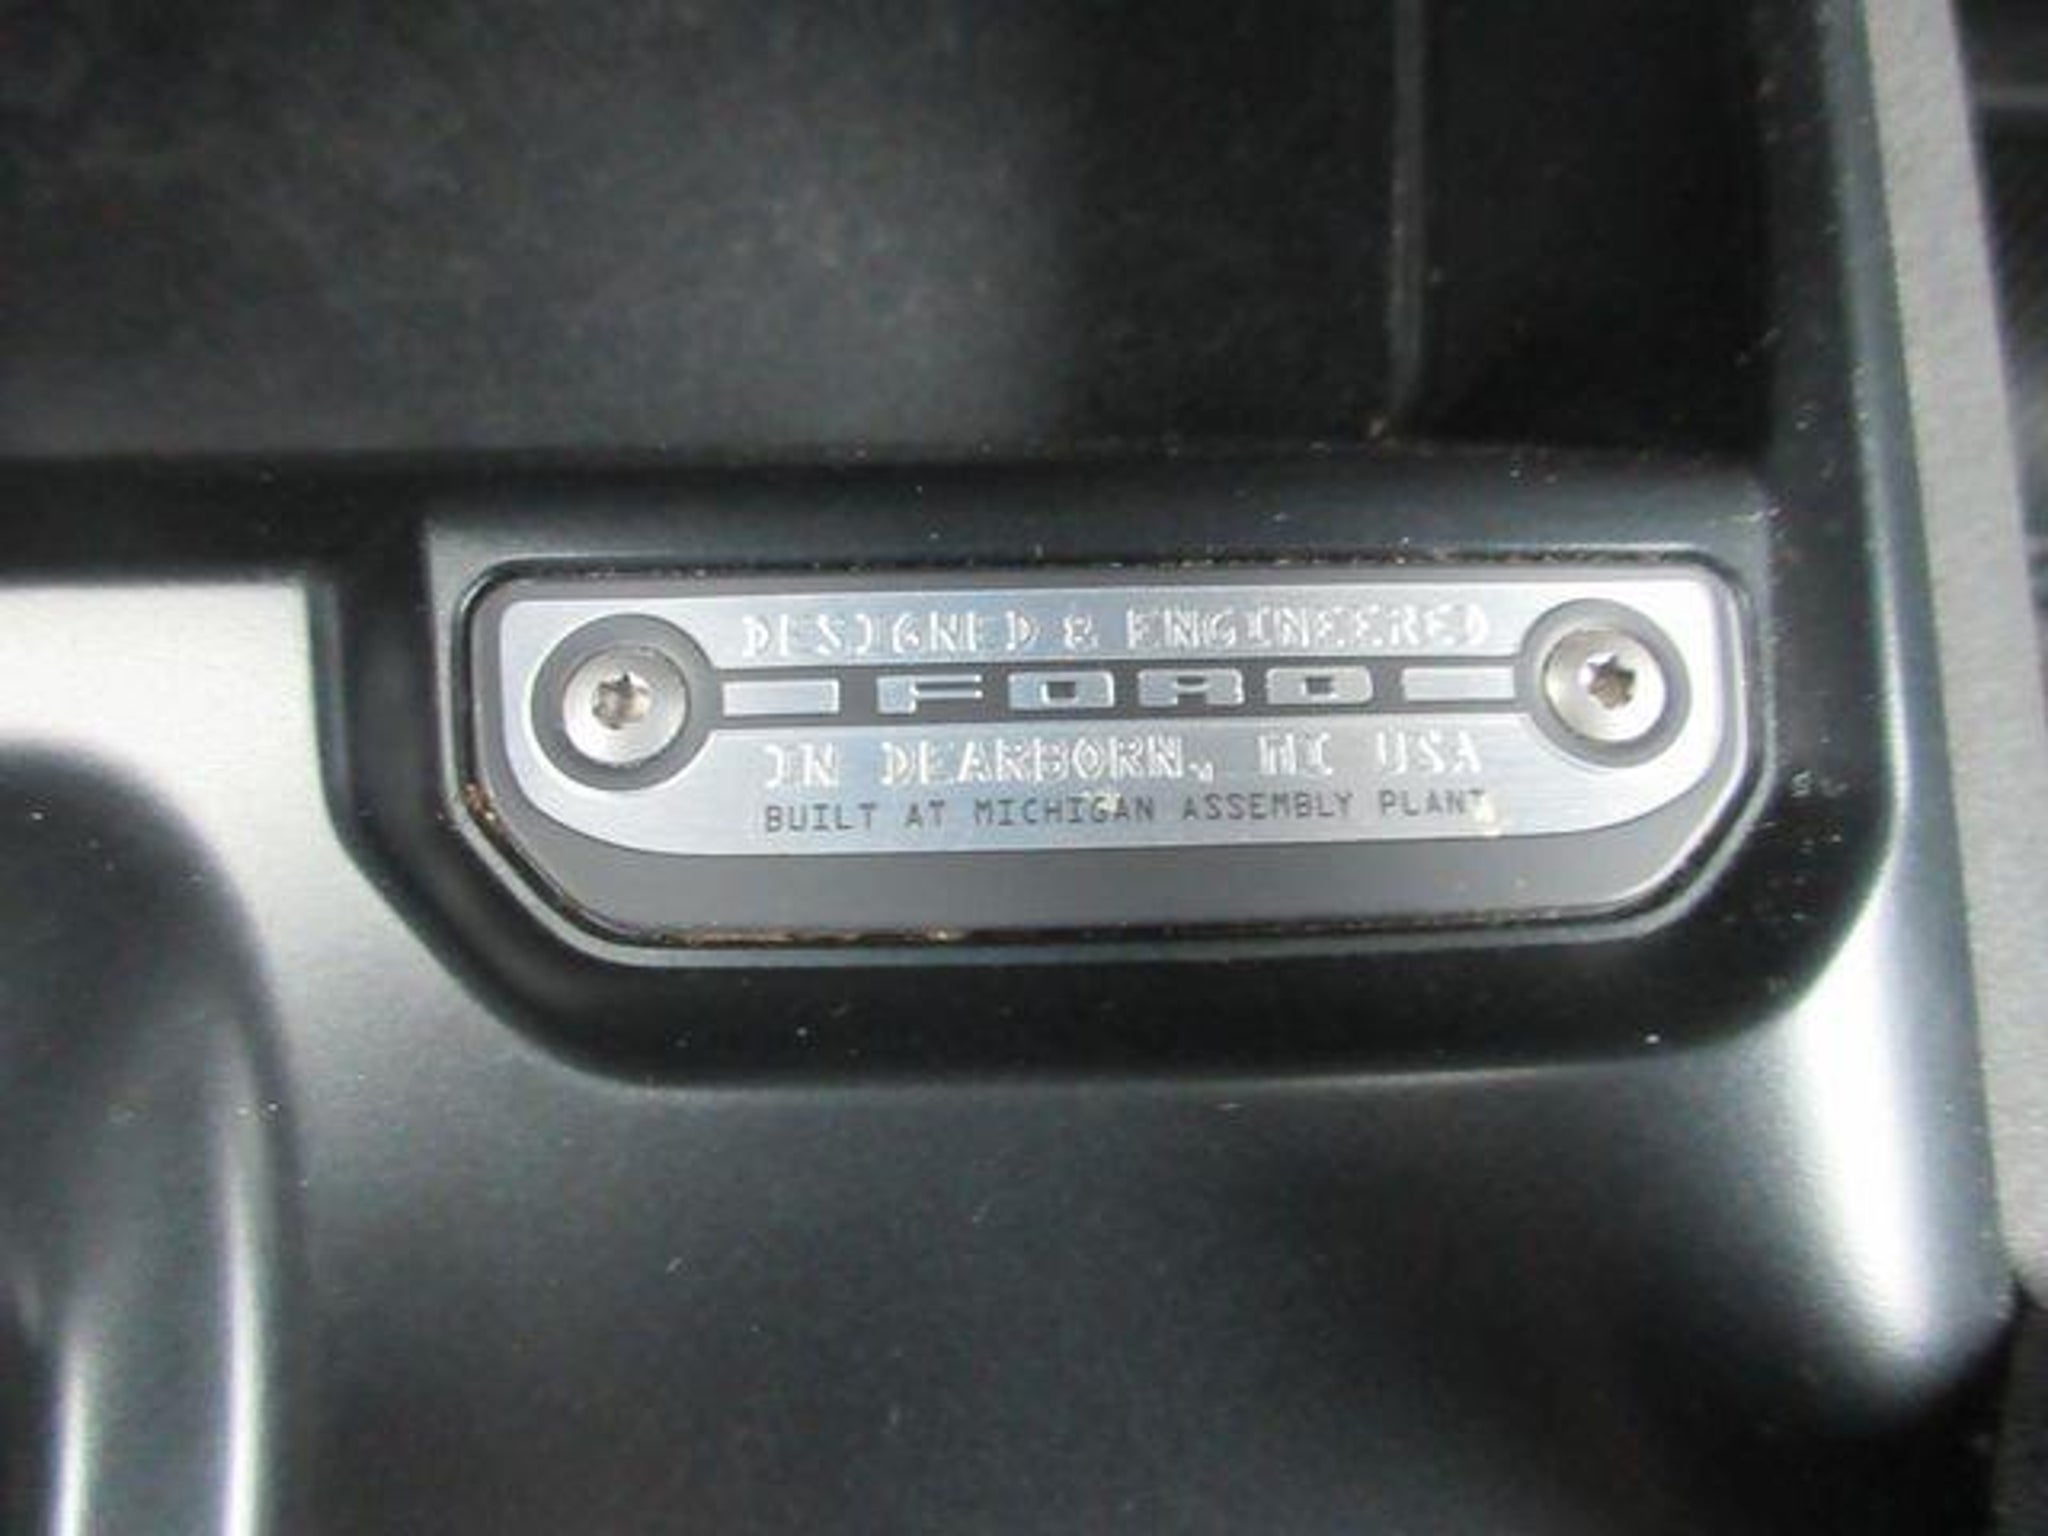 DESIGNED & ENGINEERED
FORD
IN DEARBORN, MI USA
BUILT AT MICHIGAN ASSEMBLY PLANT